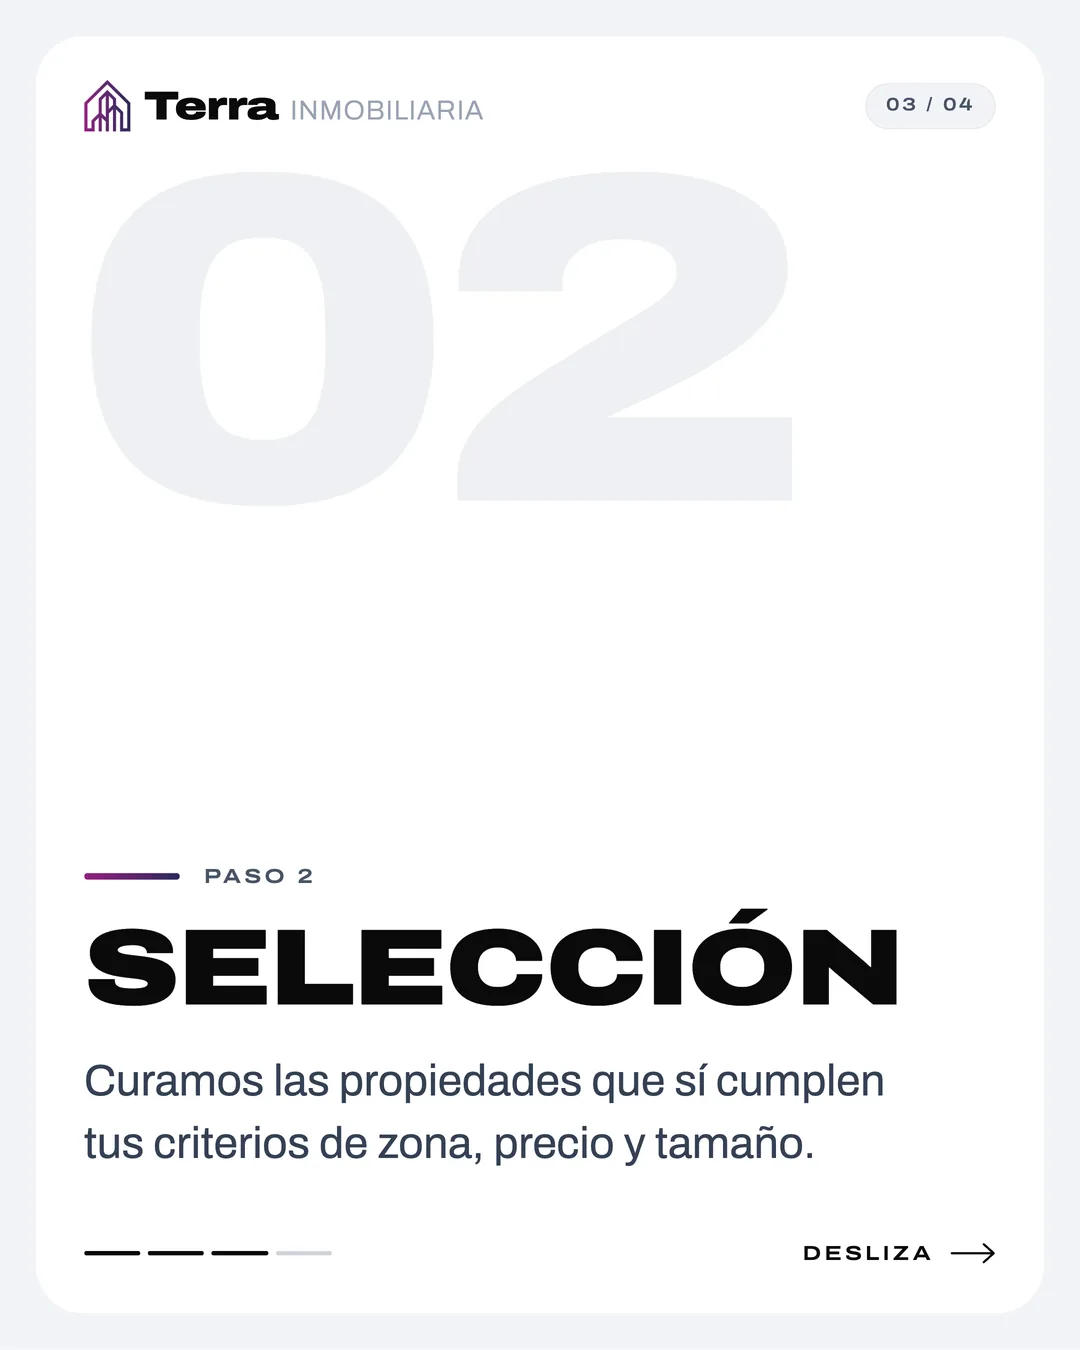 Terra INMOBILIARIA
03 / 04
02
PASO 2
SELECCIÓN
Curamos las propiedades que sí cumplen
tus criterios de zona, precio y tamaño.
DESLIZA